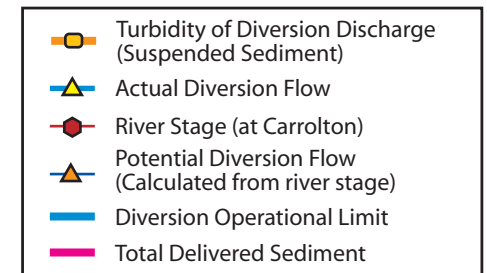 Turbidity of Diversion Discharge
(Suspended Sediment)
Actual Diversion Flow
River Stage (at Carrolton)
Potential Diversion Flow
(Calculated from river stage)
Diversion Operational Limit
Total Delivered Sediment